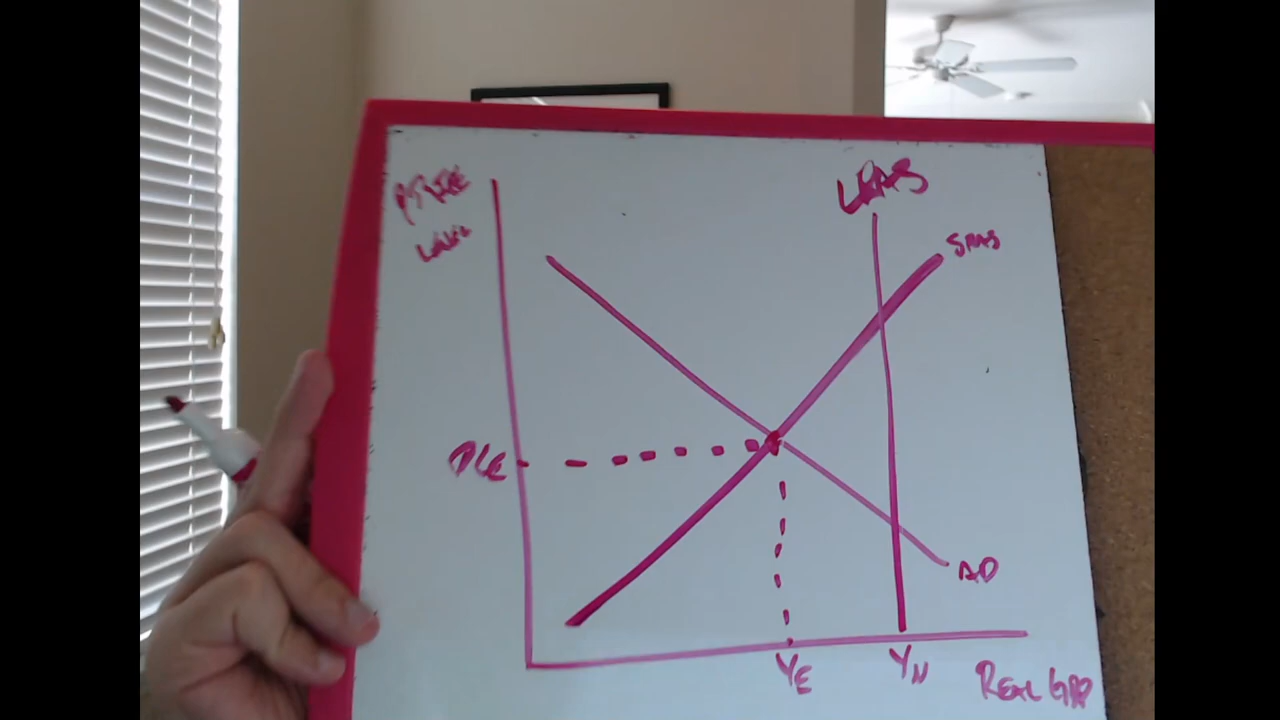 PRICE
LEVEL
LRAS
SRAS
PLE
AD
YE
YN
REAL GDP